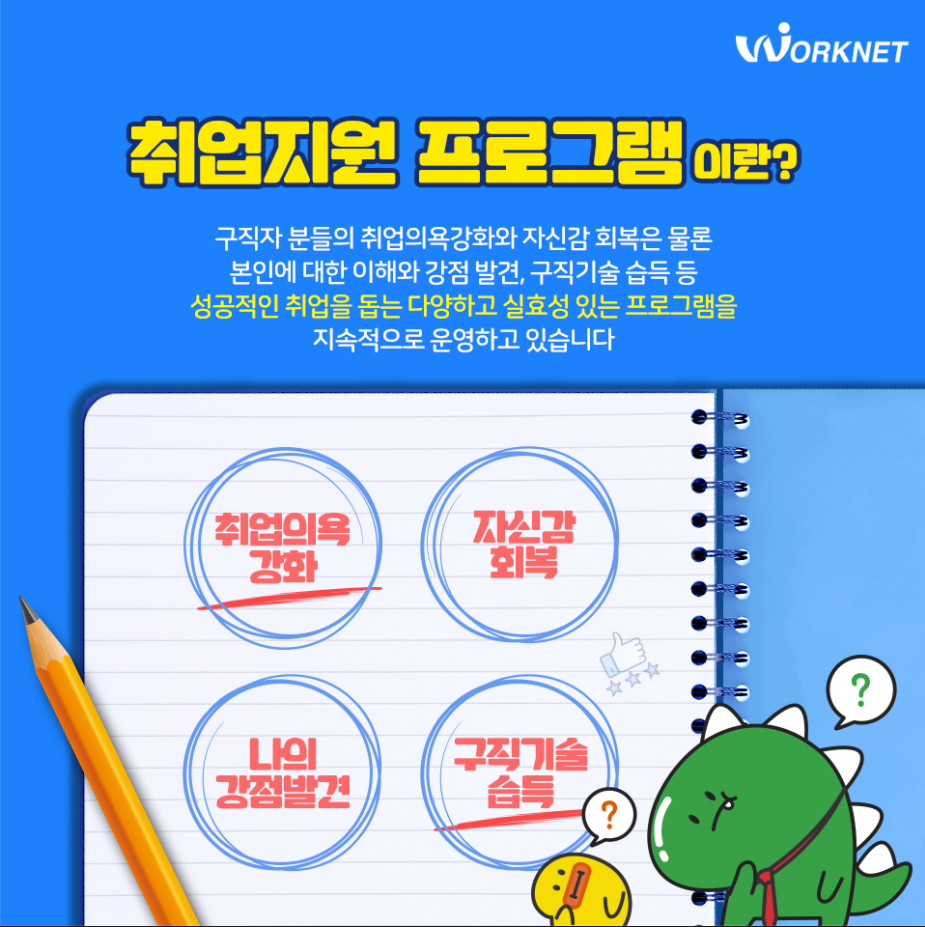 WORKNET
취업지원 프로그램이란?
구직자 분들의 취업의욕강화와 자신감 회복은 물론
본인에 대한 이해와 강점 발견, 구직기술 습득 등
성공적인 취업을 돕는 다양하고 실효성 있는 프로그램을
지속적으로 운영하고 있습니다
취업의욕
강화
자신감
회복
나의
강점발견
구직기술
습득
?
?